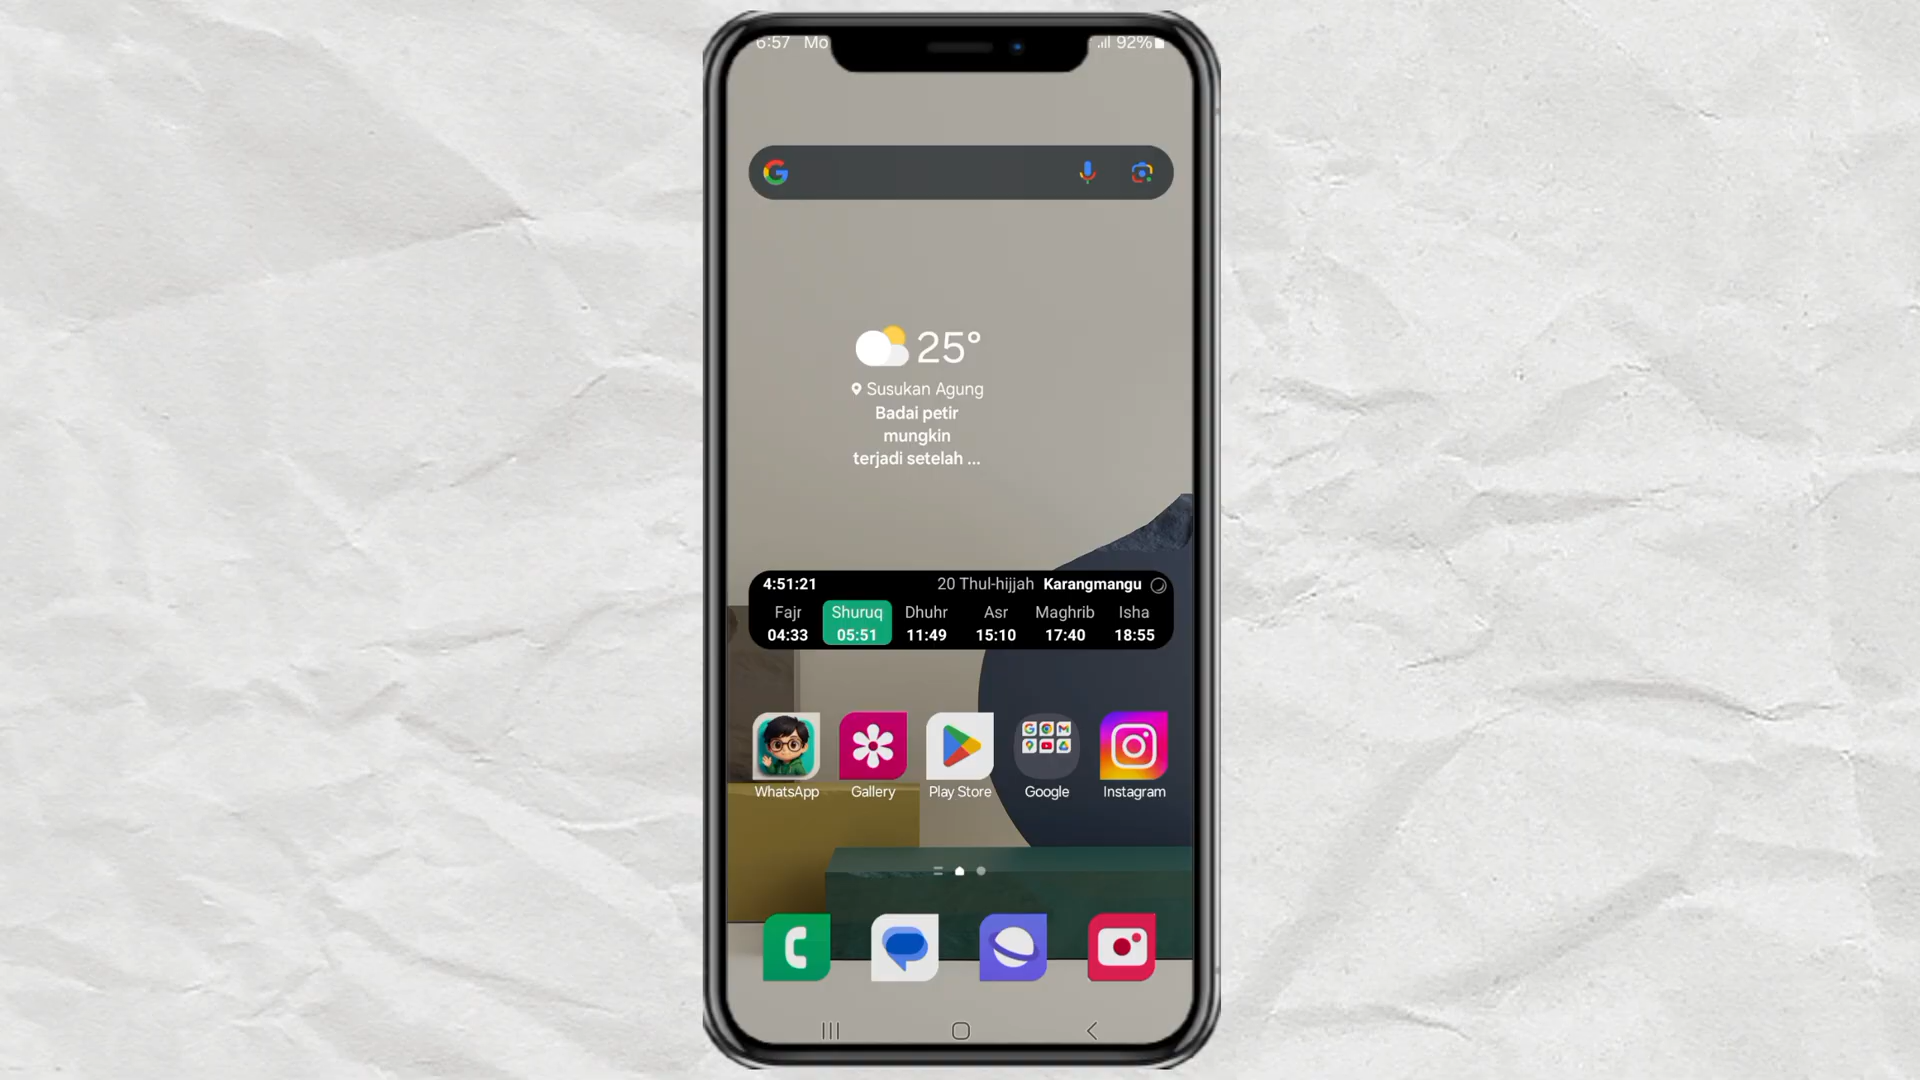 6:57 Mo 92%
25°
Susukan Agung
Badai petir
mungkin
terjadi setelah ...
4:51:21 20 Thul-hijjah Karangmangu
Fajr Shuruq Dhuhr Asr Maghrib Isha
04:33 05:51 11:49 15:10 17:40 18:55
WhatsApp Gallery Play Store Google Instagram